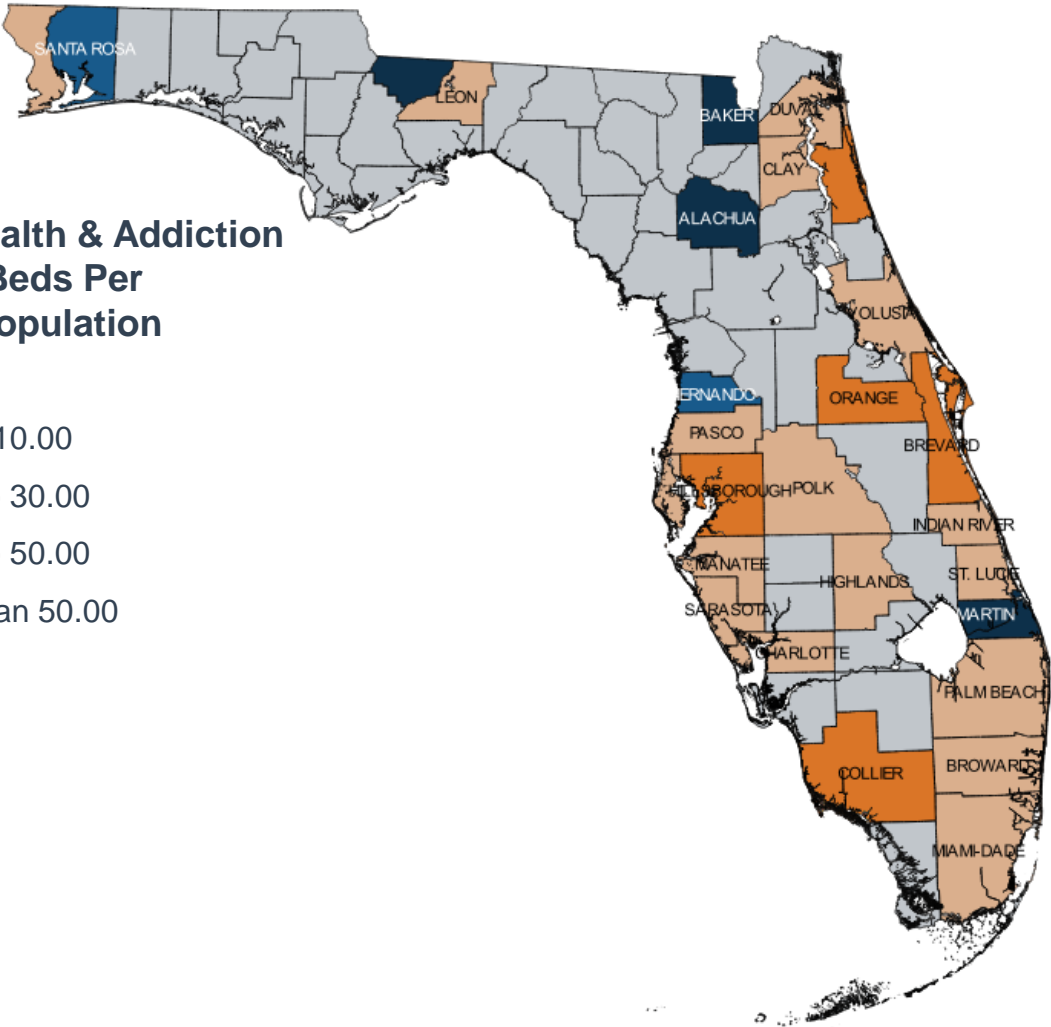 SANTA ROSA
LEON
BAKER
DUVAL
CLAY
ALACHUA
alth & Addiction
Beds Per
opulation
VOLUSIA
ERNANDO
ORANGE
10.00
PASCO
BREVARD
30.00
HILLSBOROUGH
POLK
INDIAN RIVER
50.00
MANATEE
HIGHLANDS
ST. LUCIE
an 50.00
SARASOTA
MARTIN
CHARLOTTE
PALM BEACH
COLLIER
BROWARD
MIAMI-DADE